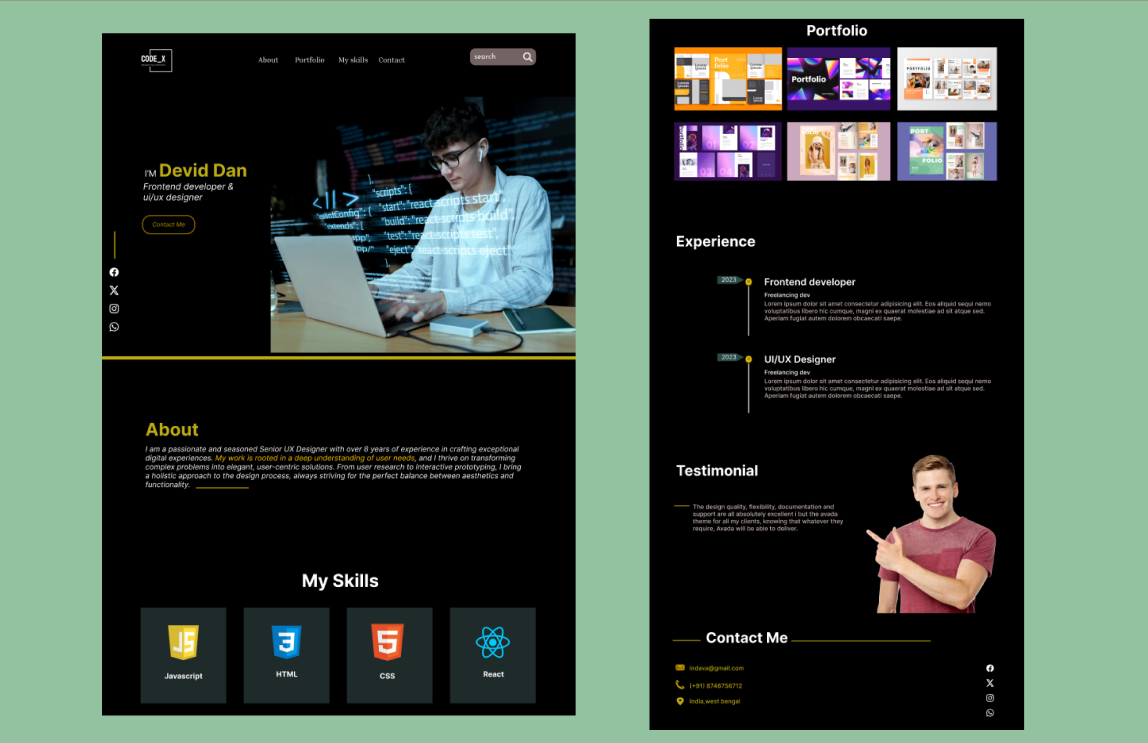 CODE_X
About Portfolio My skills Contact
search
I'M Devid Dan
Frontend developer &
ui/ux designer
Contact Me
"scripts": {
"start": "react-scripts start",
"build": "react-scripts build",
"test": "react-scripts test",
"eject": "react-scripts eject"
"eslintConfig": {
"extends": [
About
I am a passionate and seasoned Senior UX Designer with over 8 years of experience in crafting exceptional
digital experiences. My work is rooted in a deep understanding of user needs, and I thrive on transforming
complex problems into elegant, user-centric solutions. From user research to interactive prototyping, I bring
a holistic approach to the design process, always striving for the perfect balance between aesthetics and
functionality.
My Skills
JS
Javascript
3
HTML
5
CSS
React
Portfolio
Port
folio
Portfolio
PORTFOLIO
PORT
FOLIO
Experience
2023
Frontend developer
Freelancing dev
Lorem ipsum dolor sit amet consectetur adipisicing elit. Eos aliquid sequi nemo
voluptatibus libero hic cumque, magni ex quaerat molestiae ad sit atque sed.
Aperiam fugiat autem dolorem obcaecati saepe.
2023
UI/UX Designer
Freelancing dev
Lorem ipsum dolor sit amet consectetur adipisicing elit. Eos aliquid sequi nemo
voluptatibus libero hic cumque, magni ex quaerat molestiae ad sit atque sed.
Aperiam fugiat autem dolorem obcaecati saepe.
Testimonial
The design quality, flexibility, documentation and
support are all absolutely excellent i but the avada
theme for all my clients, knowing that whatever they
require, Avada will be able to deliver.
Contact Me
indava@gmail.com
(+91) 8746756712
India,west bengal